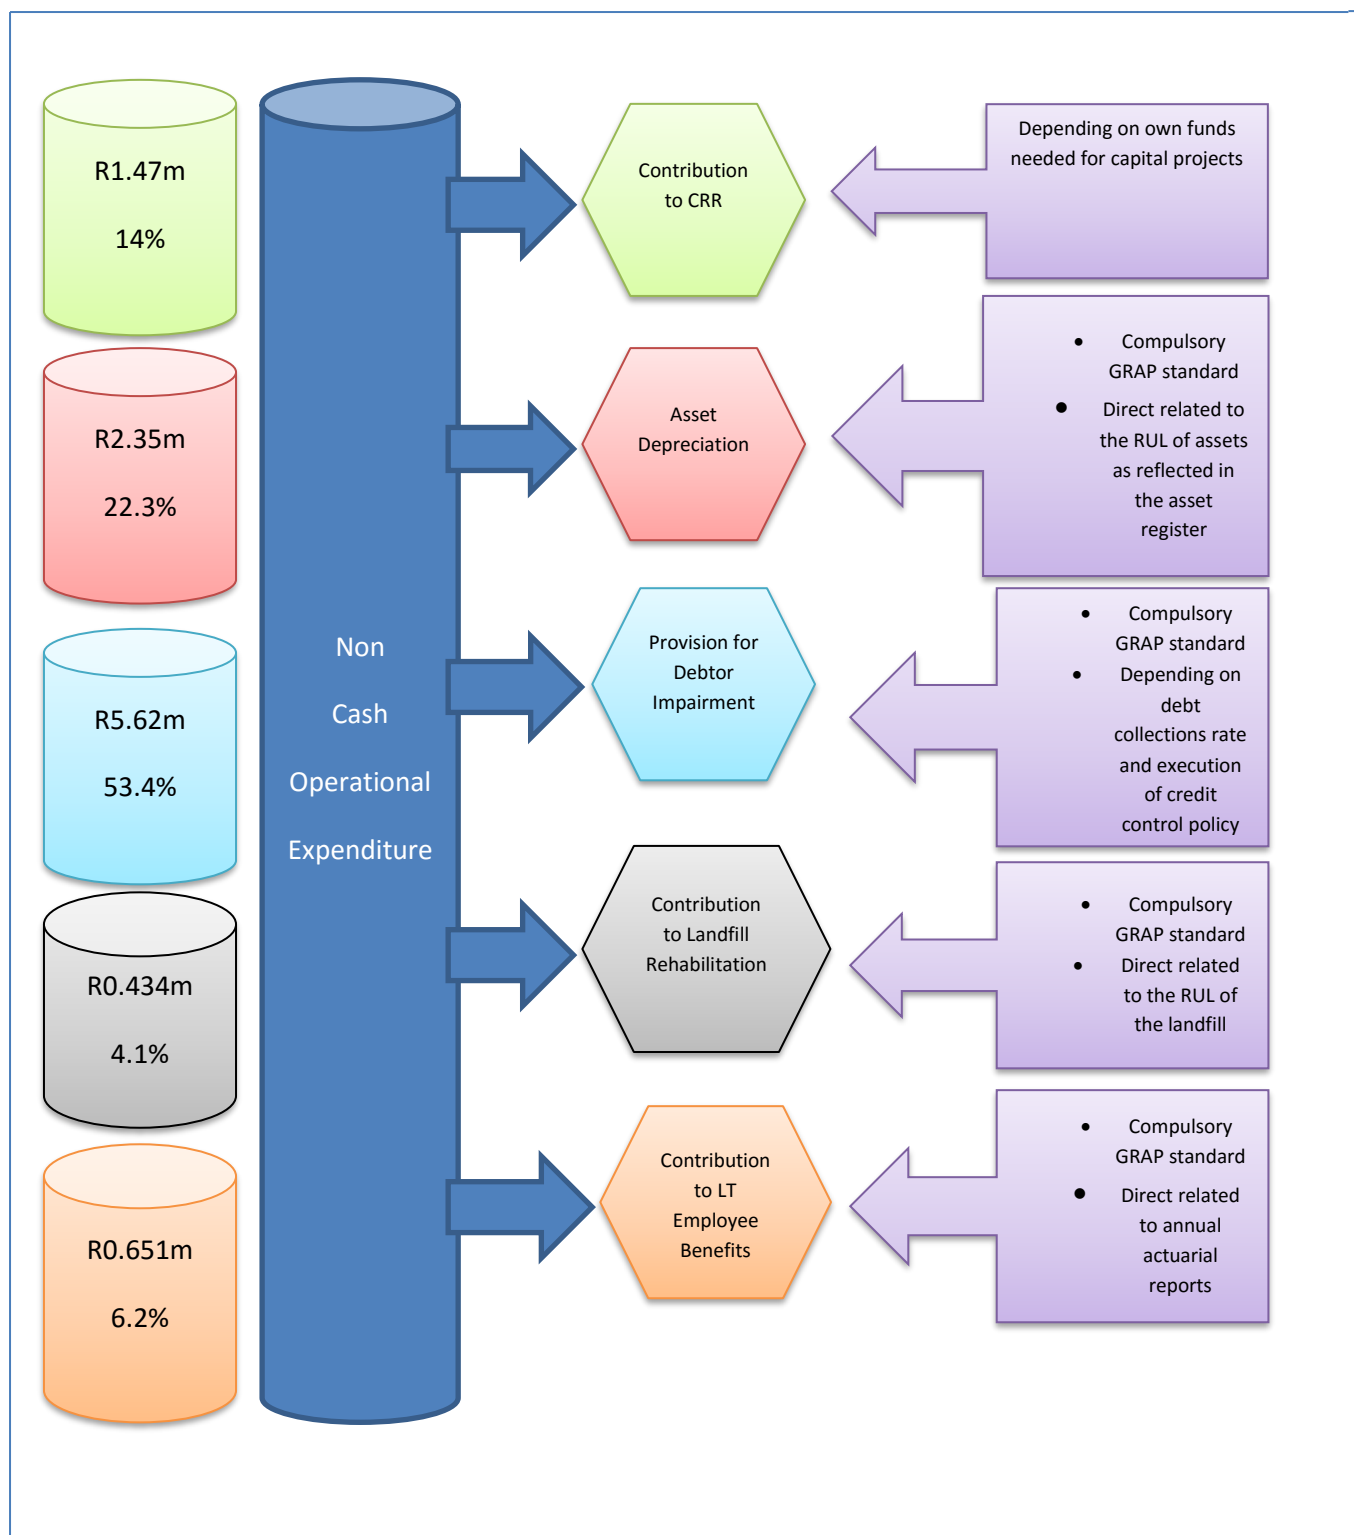 R1.47m
14%
Contribution
to CRR
Depending on own funds
needed for capital projects
R2.35m
22.3%
Asset
Depreciation
• Compulsory
GRAP standard
• Direct related to
the RUL of assets
as reflected in
the asset
register
Non
Cash
Operational
Expenditure
R5.62m
53.4%
Provision for
Debtor
Impairment
• Compulsory
GRAP standard
• Depending on
debt
collections rate
and execution
of credit
control policy
R0.434m
4.1%
Contribution
to Landfill
Rehabilitation
• Compulsory
GRAP standard
• Direct related
to the RUL of
the landfill
R0.651m
6.2%
Contribution
to LT
Employee
Benefits
• Compulsory
GRAP standard
• Direct related
to annual
actuarial
reports